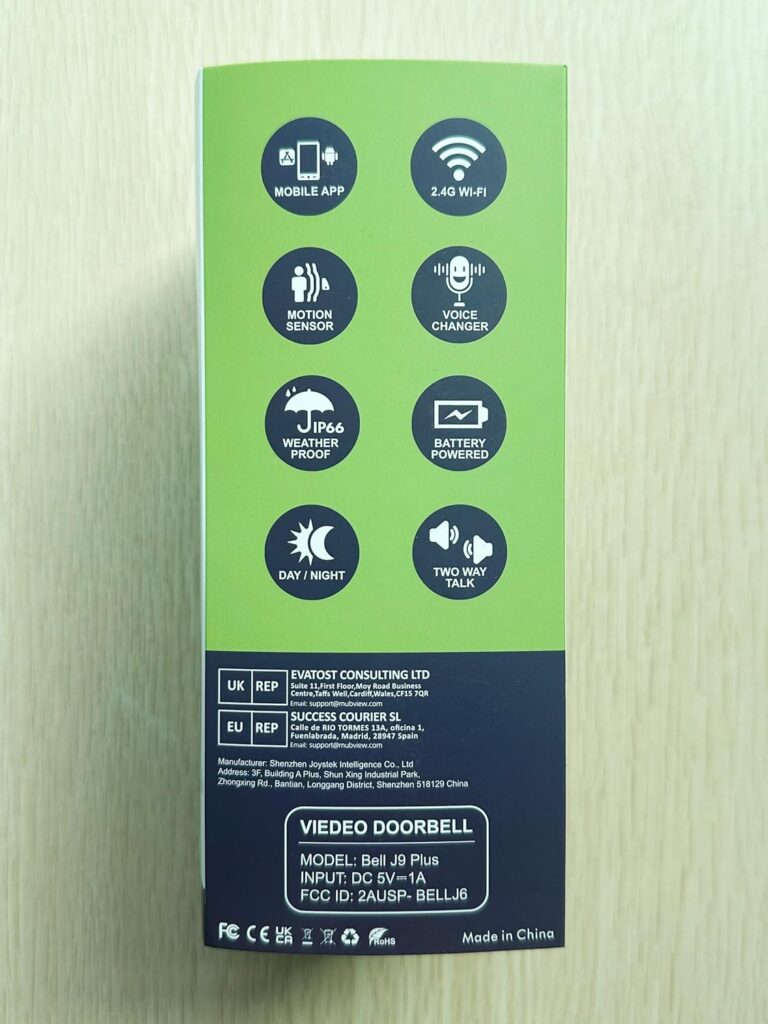 MOBILE APP
2.4G WI-FI
MOTION
SENSOR
VOICE
CHANGER
IP66
WEATHER
PROOF
BATTERY
POWERED
DAY / NIGHT
TWO WAY
TALK
UK REP
EVATOST CONSULTING LTD
Suite 11,First Floor,Moy Road Business
Centre,Taffs Well,Cardiff,Wales,CF15 7QR
Email: support@mubview.com
EU REP
SUCCESS COURIER SL
Calle de RIO TORMES 13A, oficina 1,
Fuenlabrada, Madrid, 28947 Spain
Email: support@mubview.com
Manufacturer: Shenzhen Joystek Intelligence Co., Ltd
Address: 3F, Building A Plus, Shun Xing Industrial Park,
Zhongxing Rd., Bantian, Longgang District, Shenzhen 518129 China
VIEDEO DOORBELL
MODEL: Bell J9 Plus
INPUT: DC 5V⎓1A
FCC ID: 2AUSP- BELLJ6
FC CE UK CA RoHS
Made in China